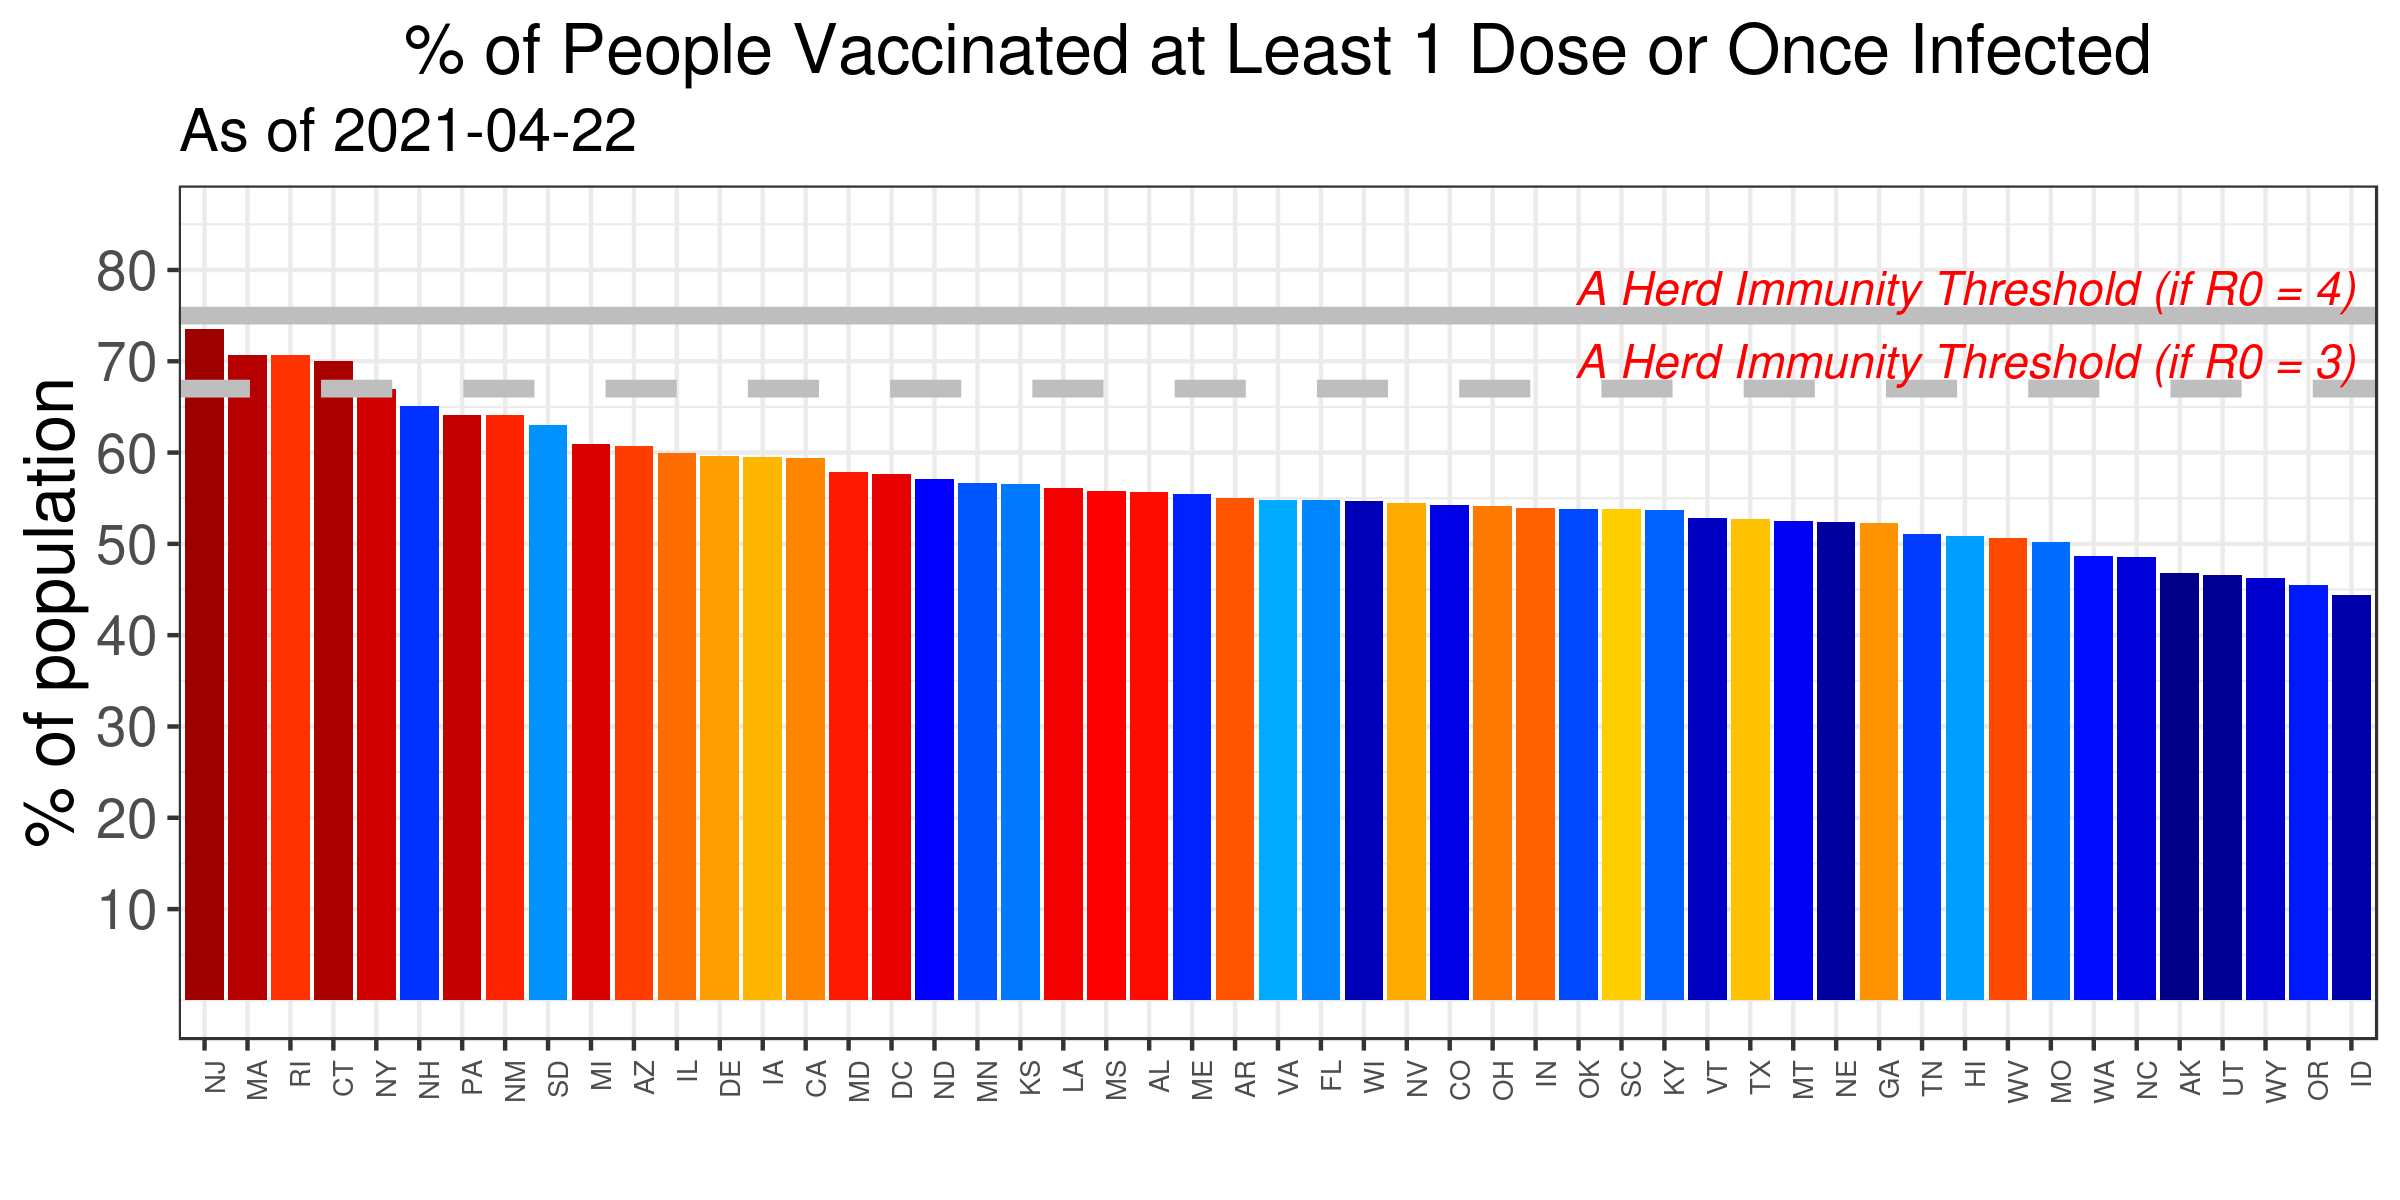 % of People Vaccinated at Least 1 Dose or Once Infected
As of 2021-04-22
% of population
80
70
60
50
40
30
20
10
A Herd Immunity Threshold (if R0 = 4)
A Herd Immunity Threshold (if R0 = 3)
NJ
MA
RI
CT
NY
NH
PA
NM
SD
MI
AZ
IL
DE
IA
CA
MD
DC
ND
MN
KS
LA
MS
AL
ME
AR
VA
FL
WI
NV
CO
OH
IN
OK
SC
KY
VT
TX
MT
NE
GA
TN
HI
WV
MO
WA
NC
AK
UT
WY
OR
ID